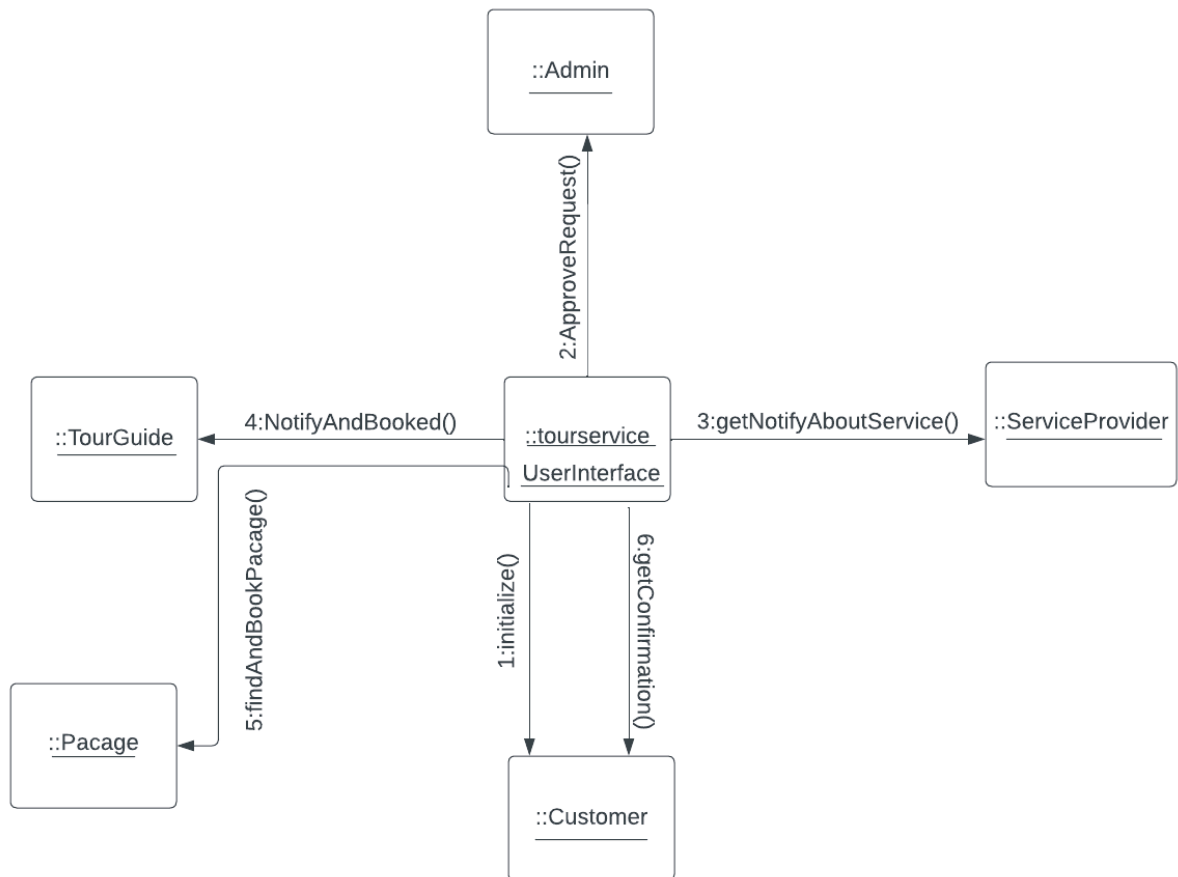 ::Admin
2:ApproveRequest()
::TourGuide
4:NotifyAndBooked()
::tourservice
UserInterface
3:getNotifyAboutService()
::ServiceProvider
5:findAndBookPacage()
1:initialize()
6:getConfirmation()
::Pacage
::Customer